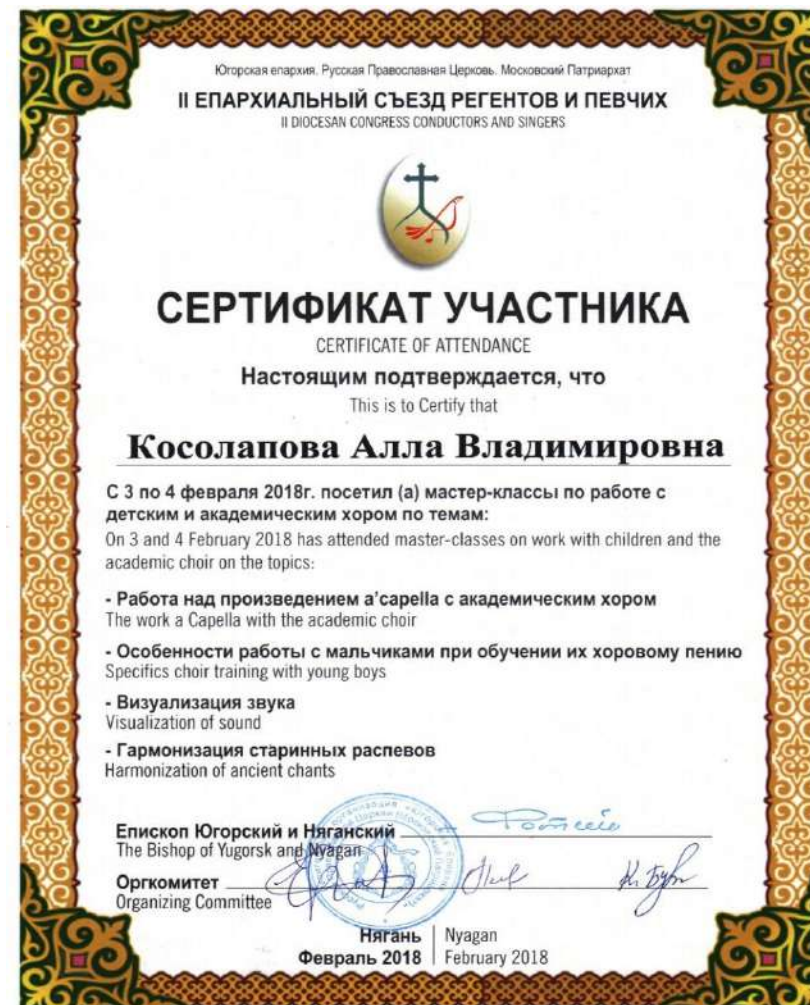 Югорская епархия. Русская Православная Церковь. Московский Патриархат
II ЕПАРХИАЛЬНЫЙ СЪЕЗД РЕГЕНТОВ И ПЕВЧИХ
II DIOCESAN CONGRESS CONDUCTORS AND SINGERS
СЕРТИФИКАТ УЧАСТНИКА
CERTIFICATE OF ATTENDANCE
Настоящим подтверждается, что
This is to Certify that
Косолапова Алла Владимировна
С 3 по 4 февраля 2018г. посетил (а) мастер-классы по работе с
детским и академическим хором по темам:
On 3 and 4 February 2018 has attended master-classes on work with children and the
academic choir on the topics:
- Работа над произведением a'capella с академическим хором
The work a Capella with the academic choir
- Особенности работы с мальчиками при обучении их хоровому пению
Specifics choir training with young boys
- Визуализация звука
Visualization of sound
- Гармонизация старинных распевов
Harmonization of ancient chants
Епископ Югорский и Няганский
The Bishop of Yugorsk and Nyagan
Оргкомитет
Organizing Committee
Нягань Nyagan
Февраль 2018 February 2018